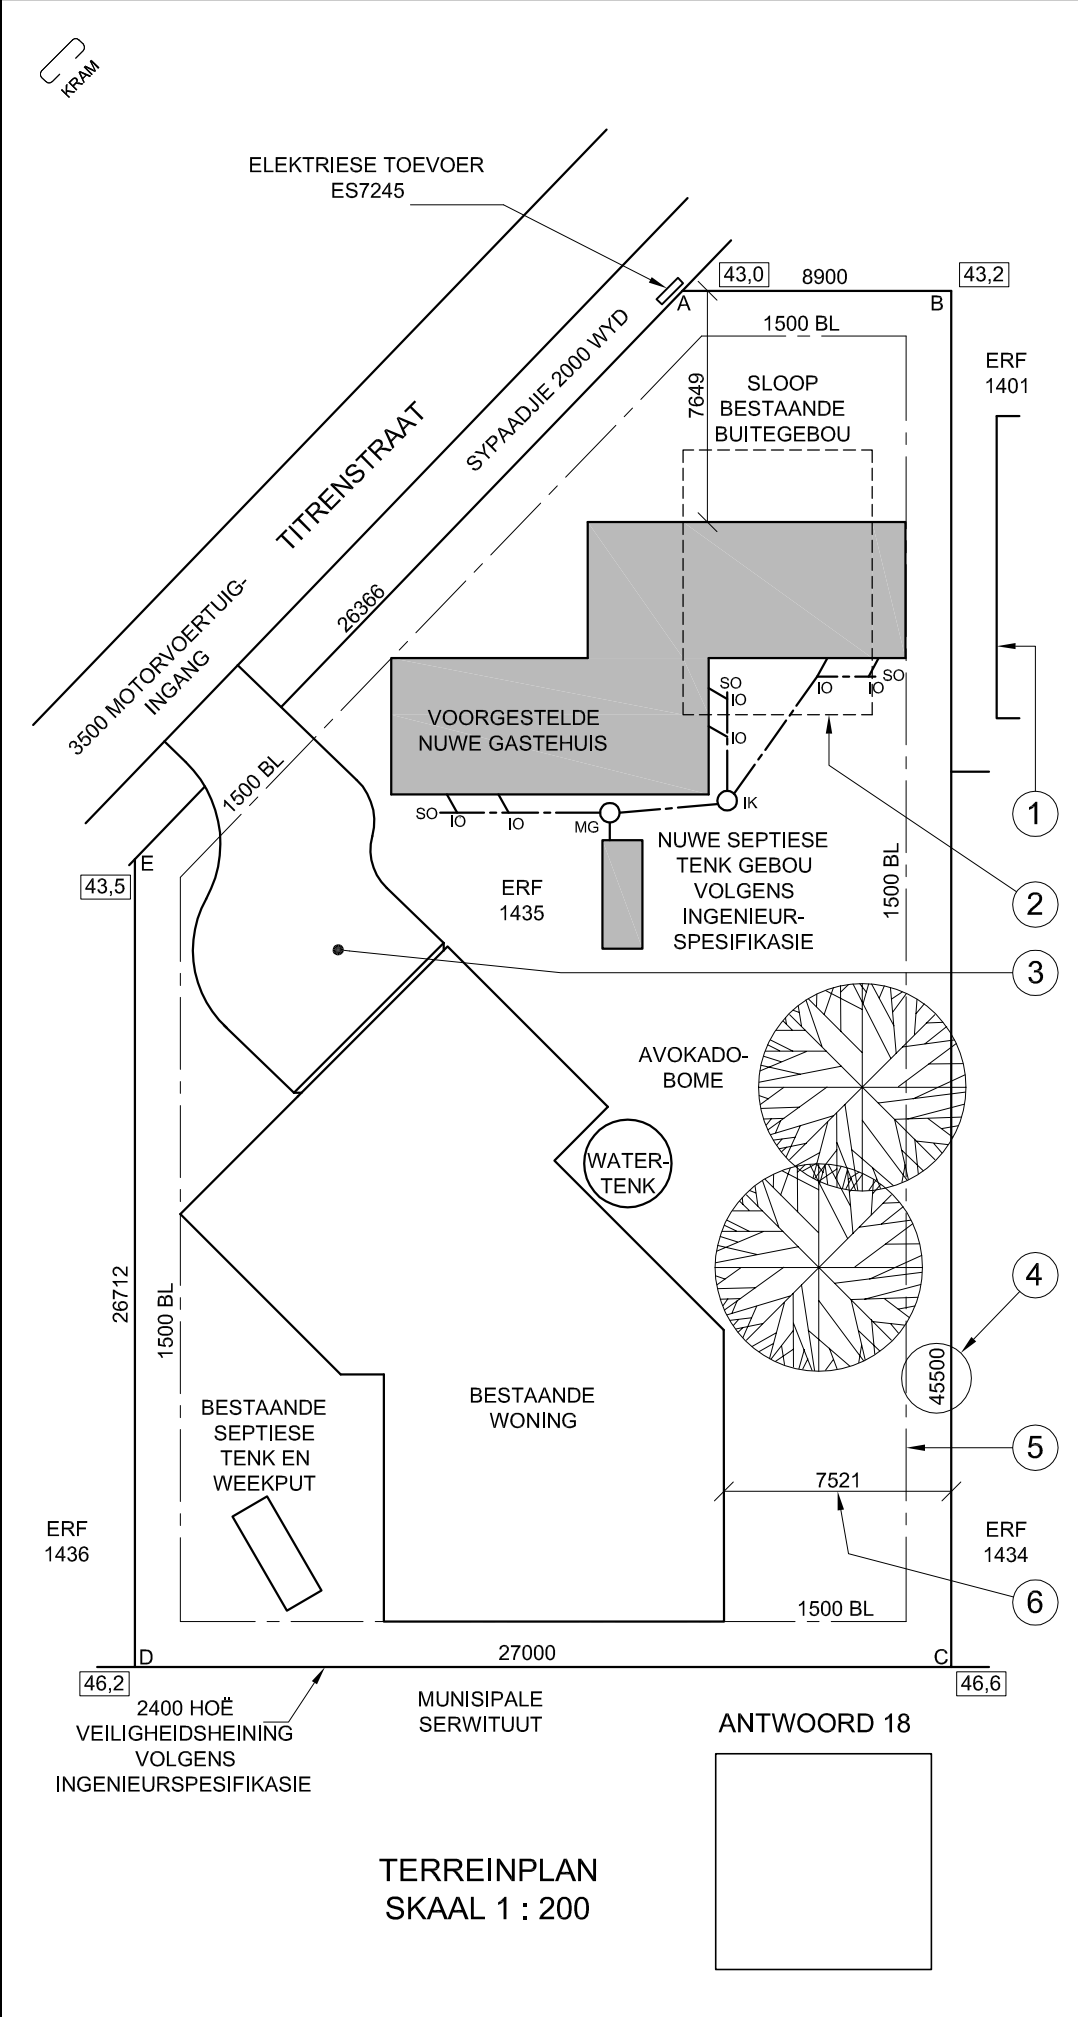 KRAM
ELEKTRIESE TOEVOER
ES7245
43,0
8900
43,2
A
B
1500 BL
SYPAADJIE 2000 WYD
7649
SLOOP
BESTAANDE
BUITEGEBOU
ERF
1401
TITRENSTRAAT
26366
3500 MOTORVOERTUIG-
INGANG
SO
IO
IO
IO
IO
SO
VOORGESTELDE
NUWE GASTEHUIS
1500 BL
SO
IO
IO
MG
IK
1
NUWE SEPTIESE
TENK GEBOU
VOLGENS
INGENIEUR-
SPESIFIKASIE
E
43,5
ERF
1435
1500 BL
2
3
AVOKADO-
BOME
WATER-
TENK
4
26712
1500 BL
45500
BESTAANDE
WONING
BESTAANDE
SEPTIESE
TENK EN
WEEKPUT
5
7521
ERF
1436
ERF
1434
6
1500 BL
D
27000
C
46,2
46,6
2400 HOË
VEILIGHEIDSHEINING
VOLGENS
INGENIEURSPESIFIKASIE
MUNISIPALE
SERWITUUT
ANTWOORD 18
TERREINPLAN
SKAAL 1 : 200